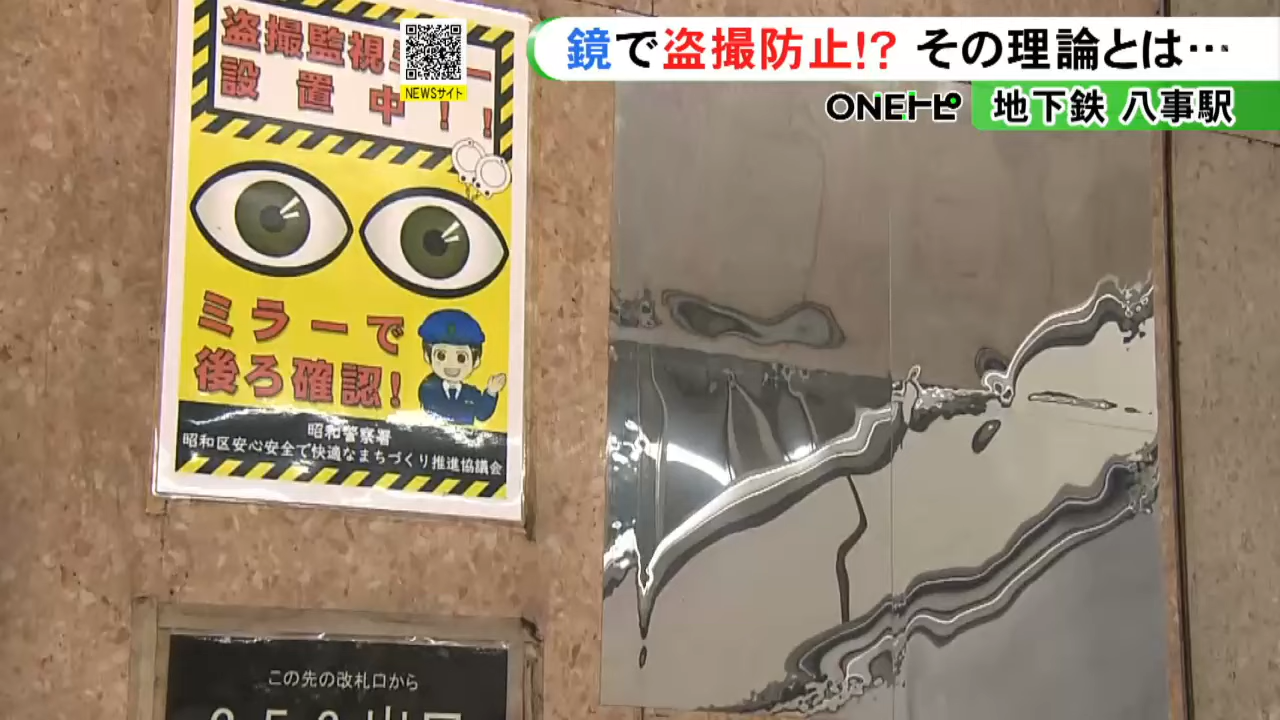 鏡で盗撮防止!? その理論とは…
ONEトピ
地下鉄 八事駅
NEWSサイト
盗撮監視ミラー
設置中!!
ミラーで
後ろ確認!
昭和警察署
昭和区安心安全で快適なまちづくり推進協議会
この先の改札口から